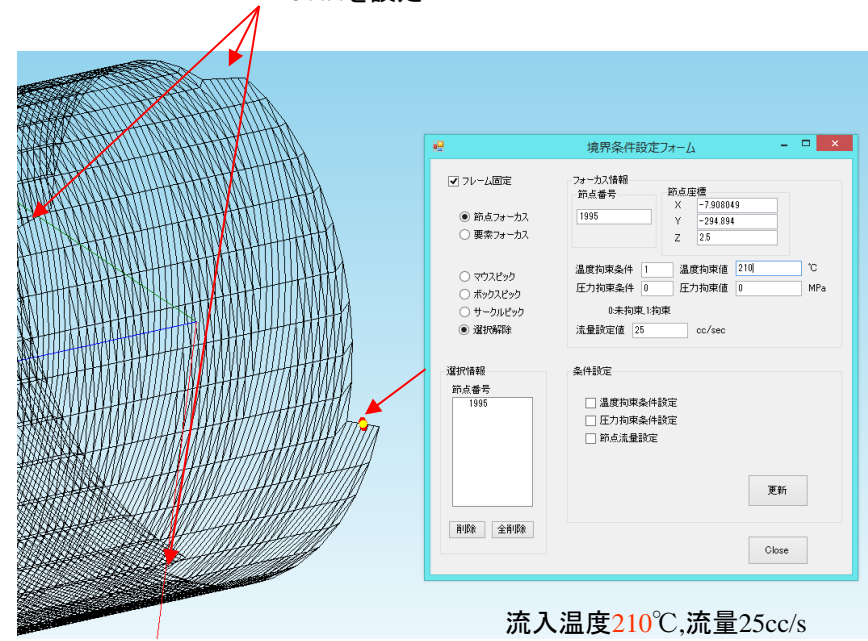 境界条件設定フォーム
フレーム固定
節点フォーカス
要素フォーカス
マウスピック
ボックスピック
サークルピック
選択解除
フォーカス情報
節点番号
1995
節点座標
X -7.908049
Y -294.894
Z 2.5
温度拘束条件 1 温度拘束値 210 ℃
圧力拘束条件 0 圧力拘束値 0 MPa
0:未拘束,1:拘束
流量設定値 25 cc/sec
選択情報
節点番号
1995
削除 全削除
条件設定
温度拘束条件設定
圧力拘束条件設定
節点流量設定
更新
Close
流入温度210℃,流量25cc/s